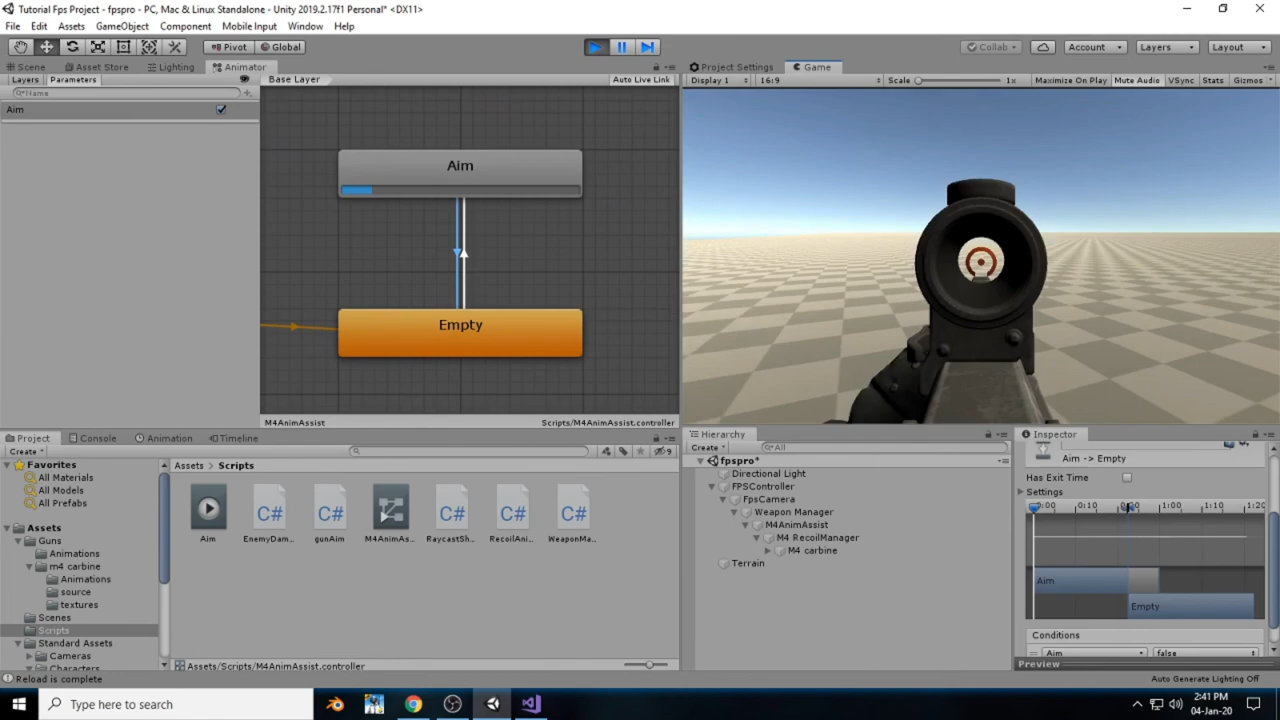 Tutorial Fps Project - fpspro - PC, Mac & Linux Standalone - Unity 2019.2.17f1 Personal* <DX11>
File Edit Assets GameObject Component Mobile Input Window Help
Pivot Global Collab Account Layers Layout
Scene Asset Store Lighting Animator
Layers Parameters Base Layer Auto Live Link
Name
Aim
Aim
Empty
M4AnimAssist Scripts/M4AnimAssist.controller
Project Settings Game
Display 1 16:9 Scale 1x Maximize On Play Mute Audio VSync Stats Gizmos
Project Console Animation Timeline
Create 9
Favorites
All Materials
All Models
All Prefabs
Assets
Guns
Animations
m4 carbine
Animations
source
textures
Scenes
Scripts
Standard Assets
Cameras
Characters
Assets > Scripts
Aim EnemyDam... gunAim M4AnimAs... RaycastSh... RecoilAni... WeaponMa...
C# C# C# C# C#
Assets/Scripts/M4AnimAssist.controller
Hierarchy
Create All
fpspro*
Directional Light
FPSController
FpsCamera
Weapon Manager
M4AnimAssist
M4 RecoilManager
M4 carbine
Terrain
Inspector
Aim -> Empty
Has Exit Time
Settings
0:10 1:00 1:10 1:20
Aim
Empty
Conditions
Aim false
Preview
Reload is complete Auto Generate Lighting Off
Type here to search
2:41 PM
04-Jan-20